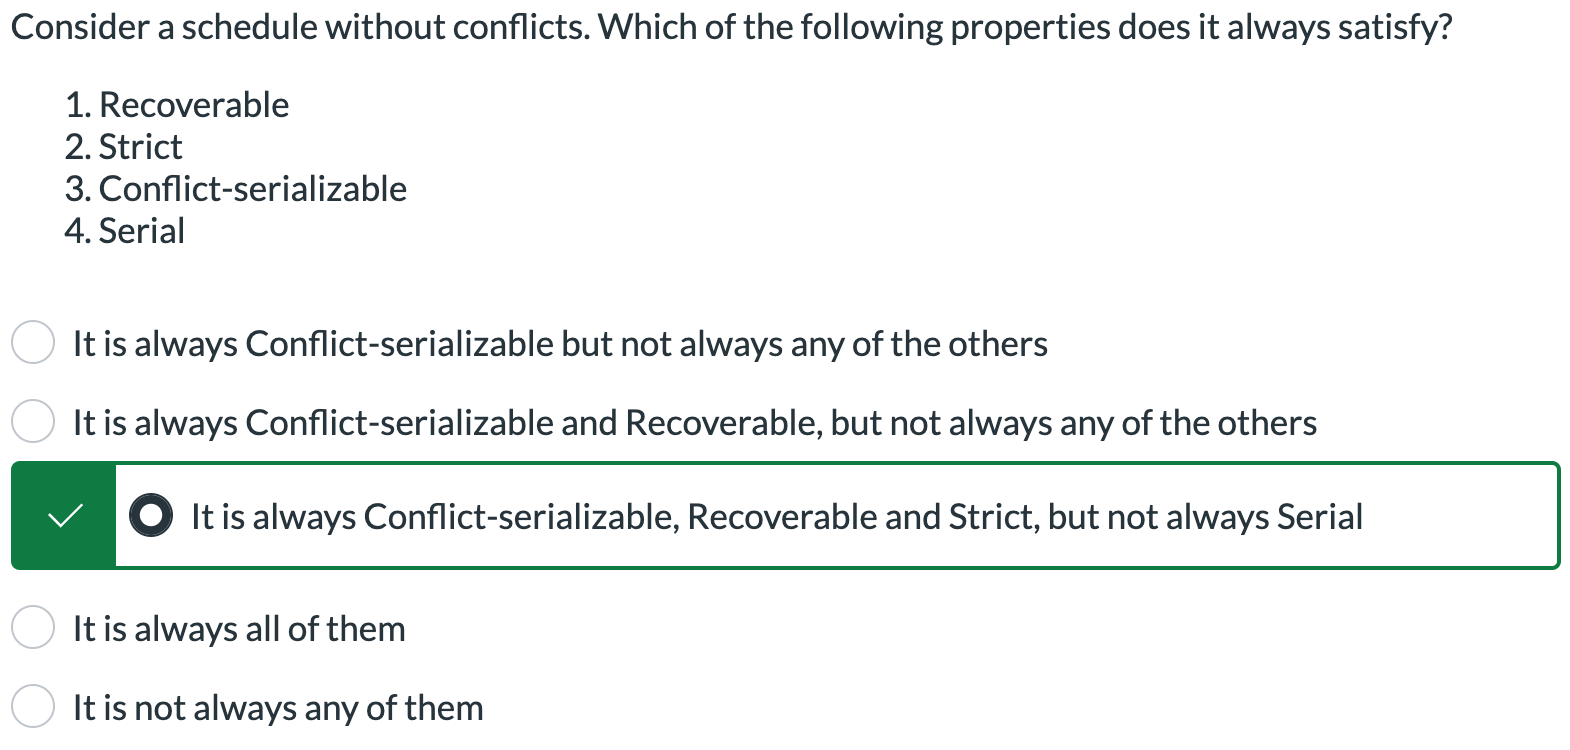 Consider a schedule without conflicts. Which of the following properties does it always satisfy?
1. Recoverable
2. Strict
3. Conflict-serializable
4. Serial
It is always Conflict-serializable but not always any of the others
It is always Conflict-serializable and Recoverable, but not always any of the others
It is always Conflict-serializable, Recoverable and Strict, but not always Serial
It is always all of them
It is not always any of them